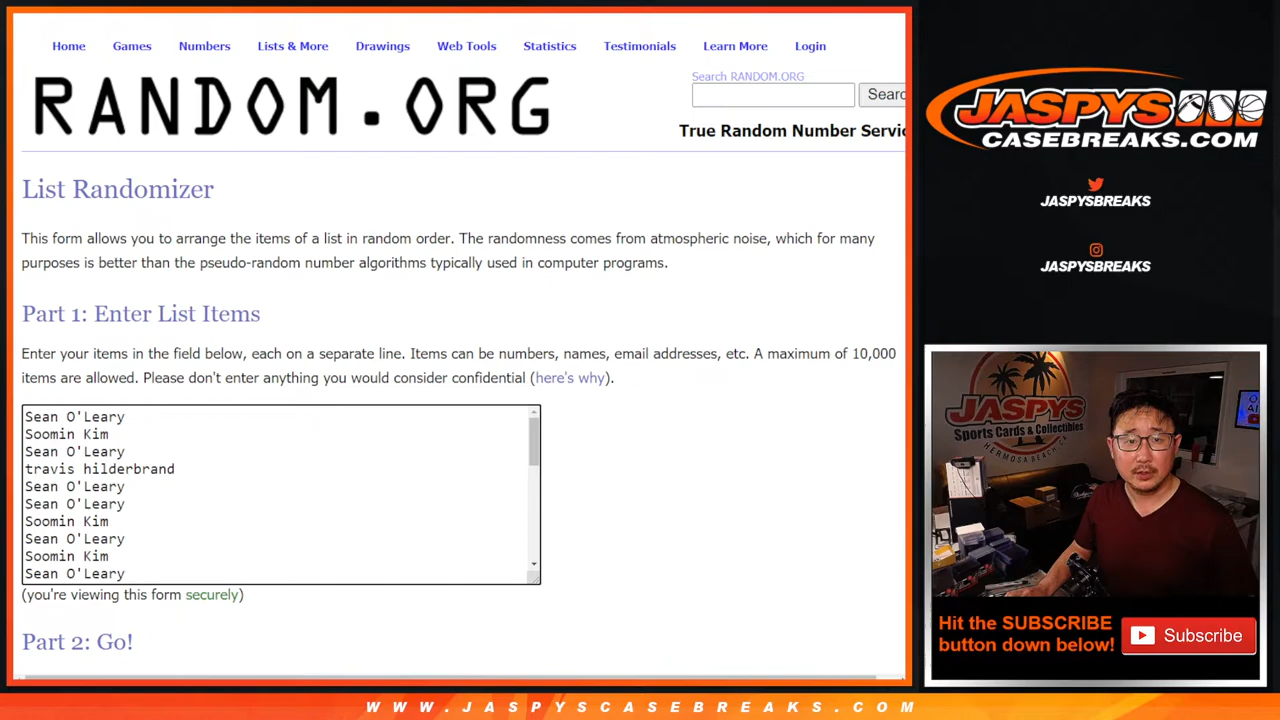 Home Games Numbers Lists & More Drawings Web Tools Statistics Testimonials Learn More Login
RANDOM.ORG
Search RANDOM.ORG
Searc
True Random Number Servic
List Randomizer
This form allows you to arrange the items of a list in random order. The randomness comes from atmospheric noise, which for many
purposes is better than the pseudo-random number algorithms typically used in computer programs.
Part 1: Enter List Items
Enter your items in the field below, each on a separate line. Items can be numbers, names, email addresses, etc. A maximum of 10,000
items are allowed. Please don't enter anything you would consider confidential (here's why).
Sean O'Leary
Soomin Kim
Sean O'Leary
travis hilderbrand
Sean O'Leary
Sean O'Leary
Soomin Kim
Sean O'Leary
Soomin Kim
Sean O'Leary
(you're viewing this form securely)
Part 2: Go!
JASPYS
CASEBREAKS.COM
JASPYSBREAKS
JASPYSBREAKS
JASPYS
Sports Cards & Collectibles
HERMOSA BEACH, CA
Hit the SUBSCRIBE
button down below!
Subscribe
WWW.JASPYSCASEBREAKS.COM